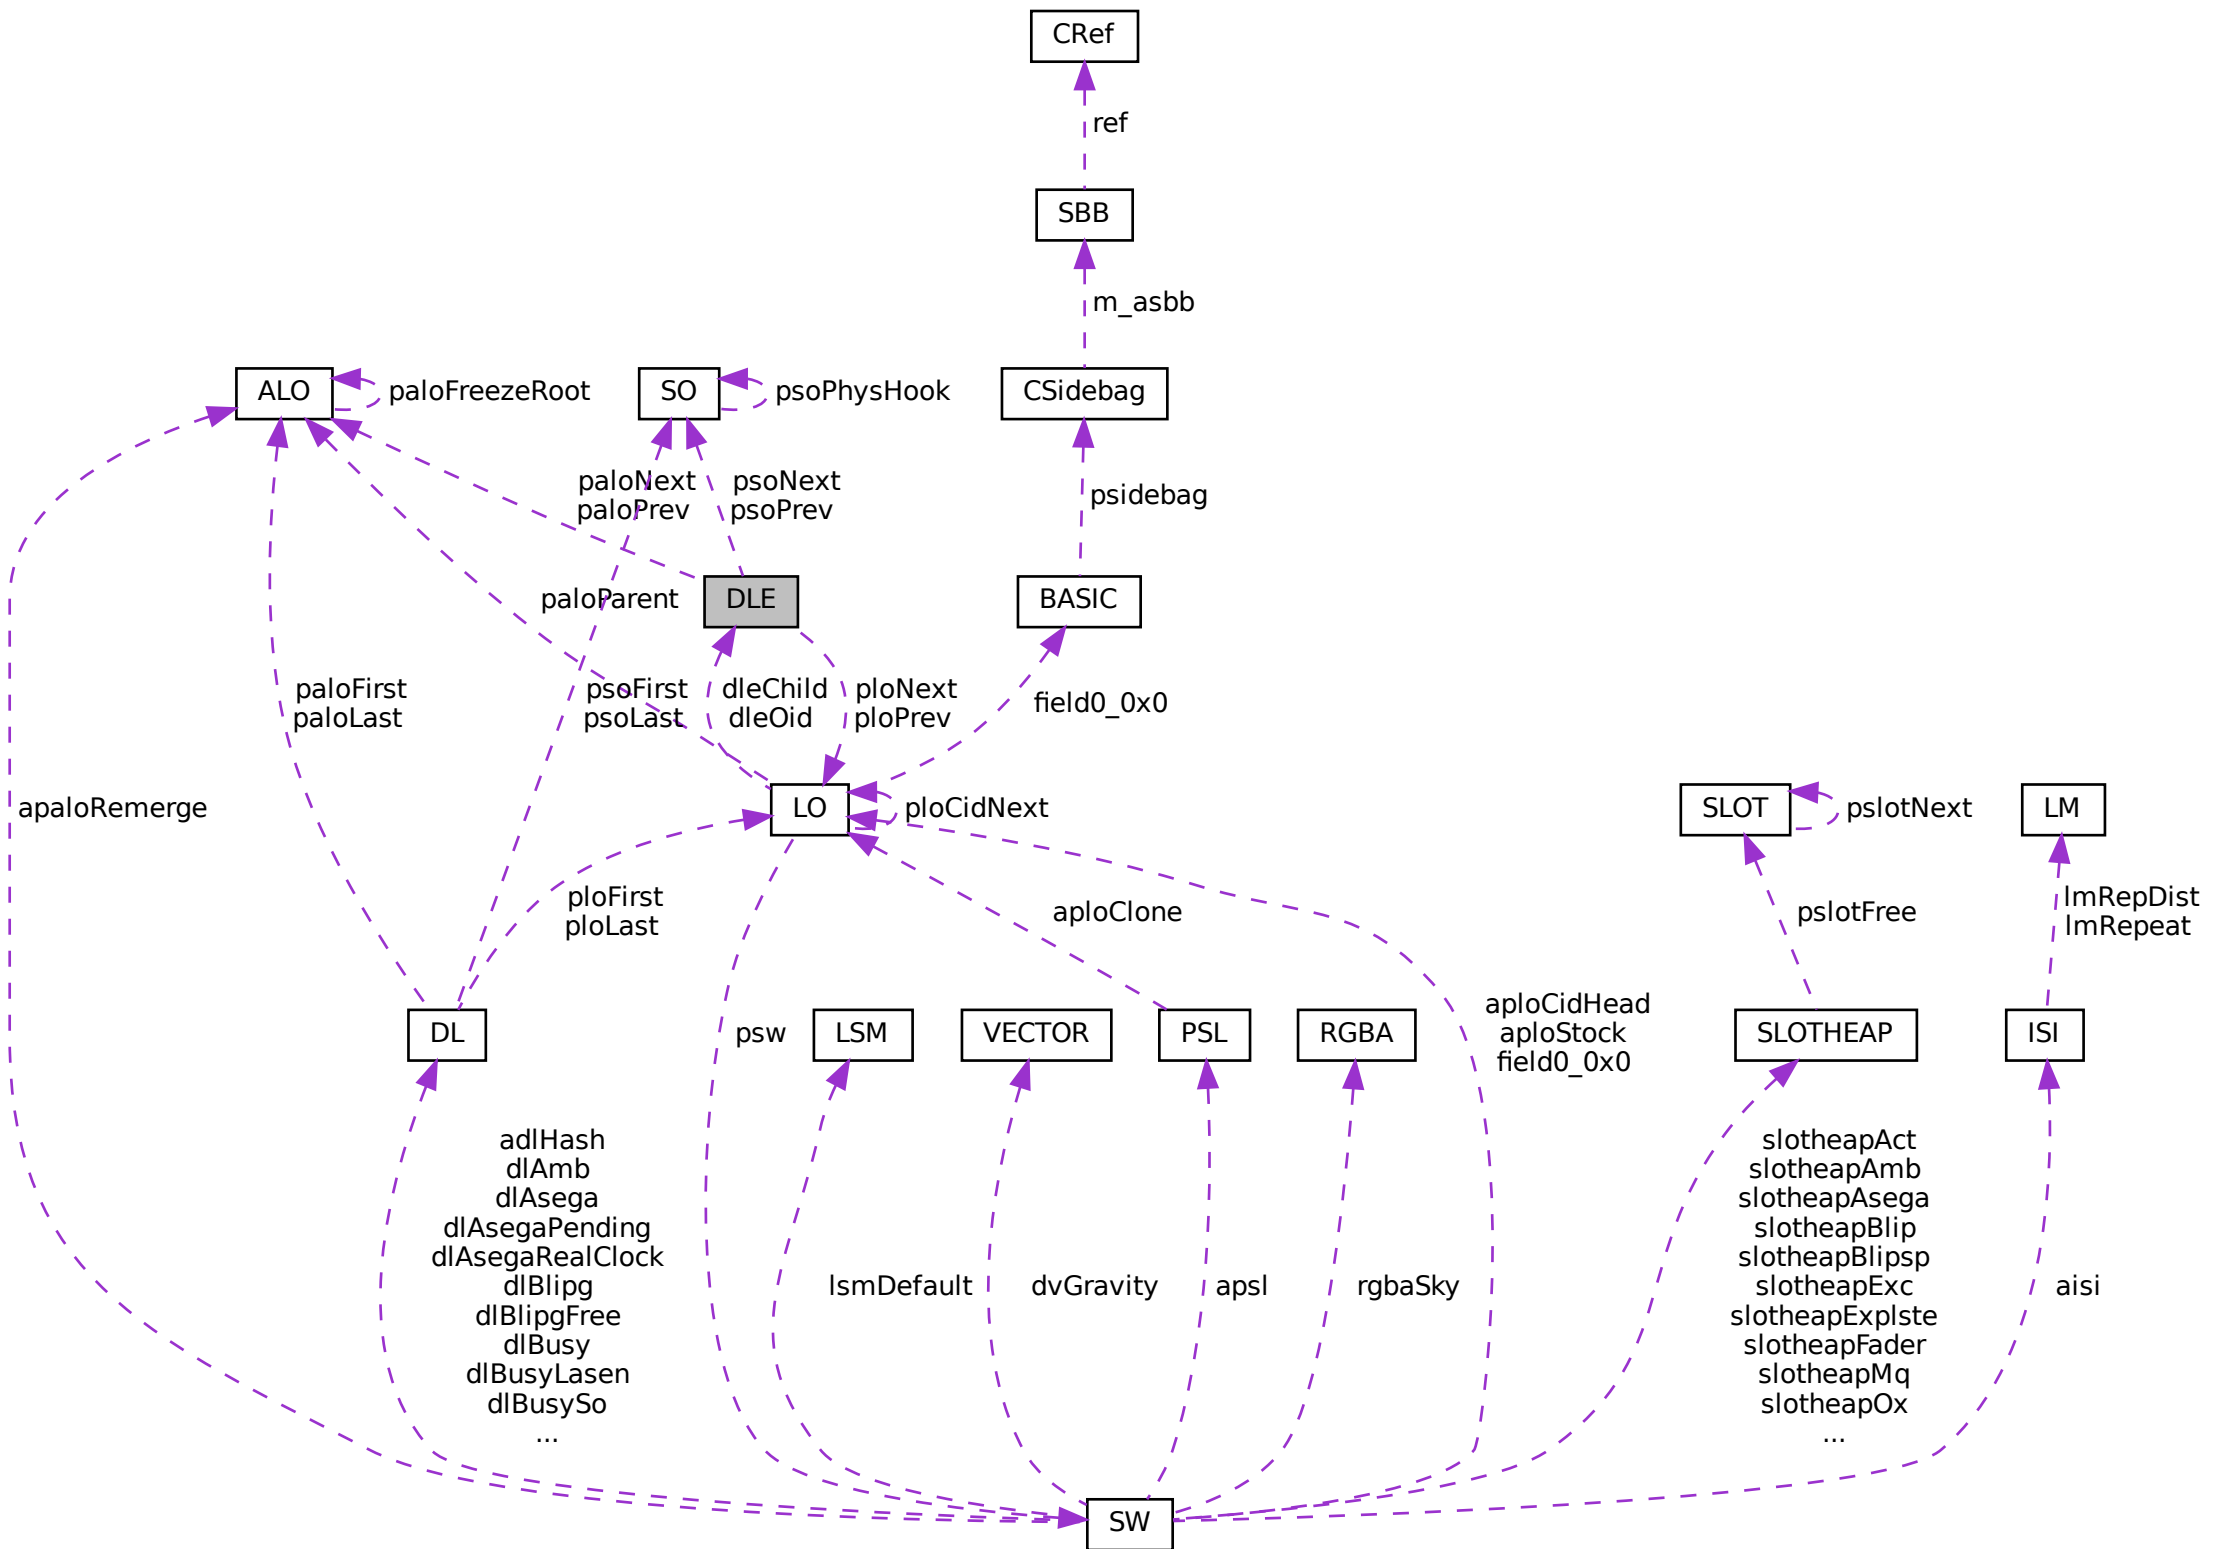 CRef
ref
SBB
m_asbb
ALO
paloFreezeRoot
SO
psoPhysHook
CSidebag
paloNext
paloPrev
psoNext
psoPrev
psidebag
paloParent
DLE
BASIC
paloFirst
paloLast
psoFirst
psoLast
dleChild
dleOid
ploNext
ploPrev
field0_0x0
apaloRemerge
LO
ploCidNext
SLOT
pslotNext
LM
ploFirst
ploLast
aploClone
pslotFree
lmRepDist
lmRepeat
DL
psw
LSM
VECTOR
PSL
RGBA
aploCidHead
aploStock
field0_0x0
SLOTHEAP
ISI
adlHash
dlAmb
dlAsega
dlAsegaPending
dlAsegaRealClock
dlBlipg
dlBlipgFree
dlBusy
dlBusyLasen
dlBusySo
...
lsmDefault
dvGravity
apsl
rgbaSky
slotheapAct
slotheapAmb
slotheapAsega
slotheapBlip
slotheapBlipsp
slotheapExc
slotheapExplste
slotheapFader
slotheapMq
slotheapOx
...
aisi
SW